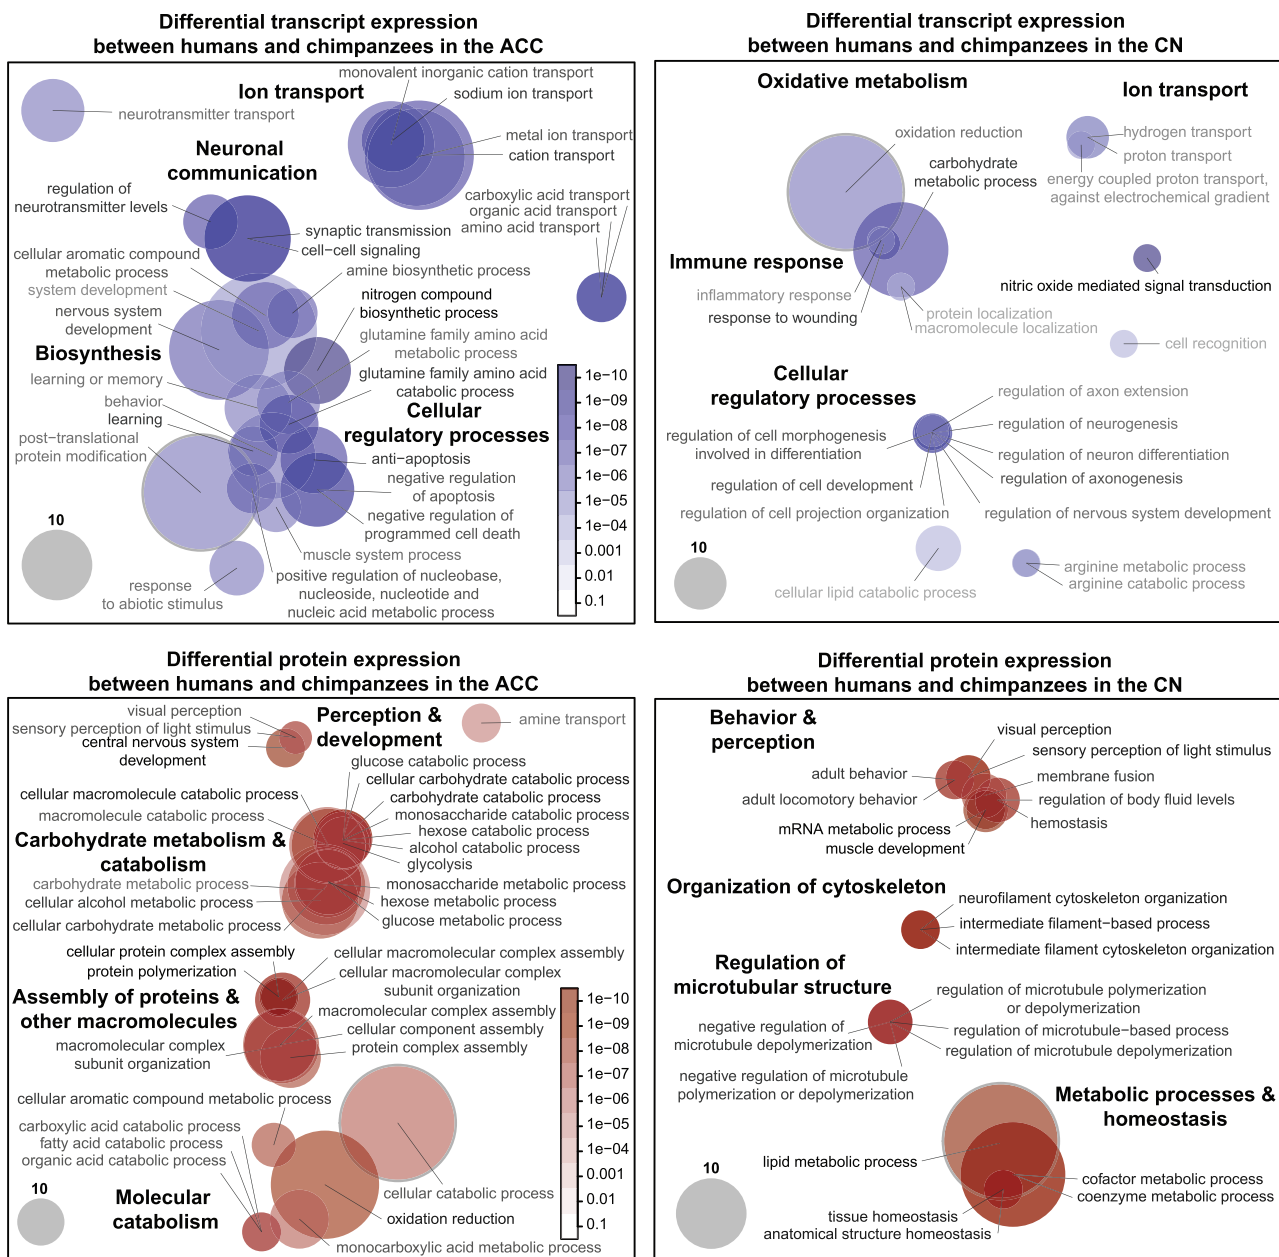 Differential transcript expression
between humans and chimpanzees in the ACC
monovalent inorganic cation transport
Ion transport
sodium ion transport
neurotransmitter transport
metal ion transport
cation transport
Neuronal
communication
regulation of
neurotransmitter levels
carboxylic acid transport
organic acid transport
amino acid transport
synaptic transmission
cell−cell signaling
cellular aromatic compound
metabolic process
amine biosynthetic process
system development
nitrogen compound
biosynthetic process
nervous system
development
glutamine family amino acid
metabolic process
Biosynthesis
learning or memory
glutamine family amino acid
catabolic process
behavior
learning
Cellular
regulatory processes
post−translational
protein modification
anti−apoptosis
negative regulation
of apoptosis
negative regulation of
programmed cell death
muscle system process
response
to abiotic stimulus
positive regulation of nucleobase,
nucleoside, nucleotide and
nucleic acid metabolic process
10
1e−10
1e−09
1e−08
1e−07
1e−06
1e−05
1e−04
0.001
0.01
0.1
Differential transcript expression
between humans and chimpanzees in the CN
Oxidative metabolism
Ion transport
oxidation reduction
hydrogen transport
carbohydrate
metabolic process
proton transport
energy coupled proton transport,
against electrochemical gradient
Immune response
nitric oxide mediated signal transduction
inflammatory response
response to wounding
protein localization
macromolecule localization
cell recognition
Cellular
regulatory processes
regulation of axon extension
regulation of neurogenesis
regulation of cell morphogenesis
involved in differentiation
regulation of neuron differentiation
regulation of cell development
regulation of axonogenesis
regulation of cell projection organization
regulation of nervous system development
10
arginine metabolic process
arginine catabolic process
cellular lipid catabolic process
Differential protein expression
between humans and chimpanzees in the ACC
visual perception
sensory perception of light stimulus
central nervous system
development
Perception &
development
amine transport
glucose catabolic process
cellular carbohydrate catabolic process
cellular macromolecule catabolic process
carbohydrate catabolic process
macromolecule catabolic process
monosaccharide catabolic process
hexose catabolic process
Carbohydrate metabolism &
catabolism
alcohol catabolic process
glycolysis
carbohydrate metabolic process
monosaccharide metabolic process
cellular alcohol metabolic process
hexose metabolic process
cellular carbohydrate metabolic process
glucose metabolic process
cellular protein complex assembly
cellular macromolecular complex assembly
protein polymerization
cellular macromolecular complex
subunit organization
Assembly of proteins &
other macromolecules
macromolecular complex assembly
cellular component assembly
macromolecular complex
subunit organization
protein complex assembly
cellular aromatic compound metabolic process
carboxylic acid catabolic process
fatty acid catabolic process
organic acid catabolic process
10
Molecular
catabolism
cellular catabolic process
oxidation reduction
monocarboxylic acid metabolic process
1e−10
1e−09
1e−08
1e−07
1e−06
1e−05
1e−04
0.001
0.01
0.1
Differential protein expression
between humans and chimpanzees in the CN
Behavior &
perception
visual perception
sensory perception of light stimulus
adult behavior
membrane fusion
adult locomotory behavior
regulation of body fluid levels
mRNA metabolic process
hemostasis
muscle development
Organization of cytoskeleton
neurofilament cytoskeleton organization
intermediate filament−based process
intermediate filament cytoskeleton organization
Regulation of
microtubular structure
regulation of microtubule polymerization
or depolymerization
negative regulation of
microtubule depolymerization
regulation of microtubule−based process
regulation of microtubule depolymerization
negative regulation of microtubule
polymerization or depolymerization
Metabolic processes &
homeostasis
lipid metabolic process
10
cofactor metabolic process
coenzyme metabolic process
tissue homeostasis
anatomical structure homeostasis